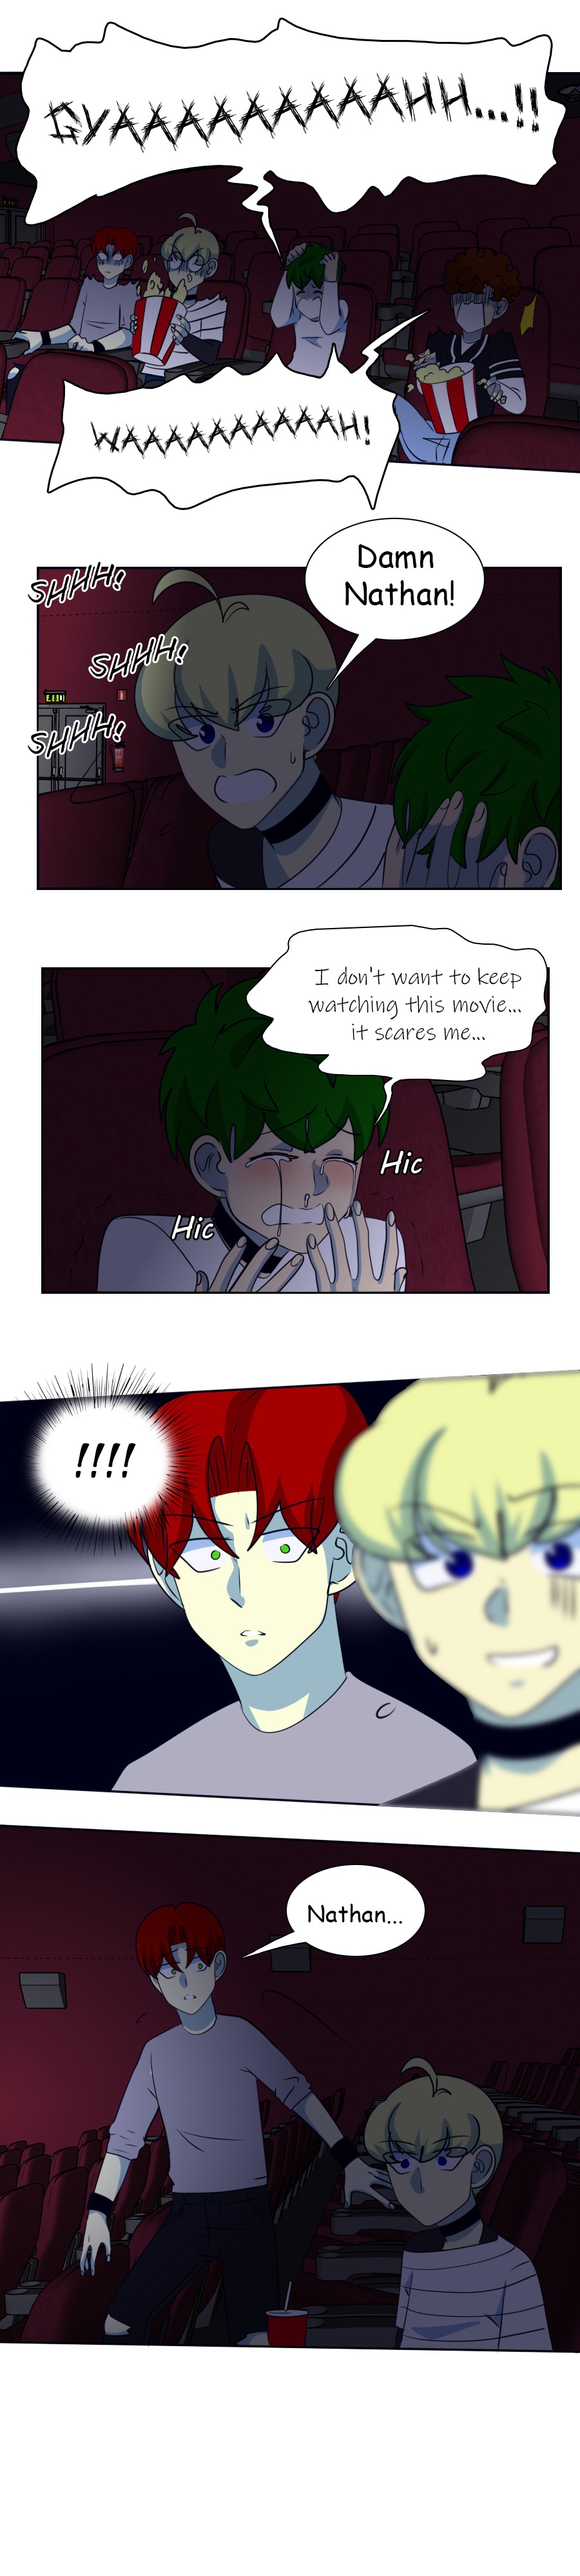 GYAAAAAAAAAHH...!!
WAAAAAAAAAAH!
Damn
Nathan!
SHHH!
SHHH!
SHHH!
I don't want to keep
watching this movie...
it scares me...
Hic
Hic
!!!!
Nathan...